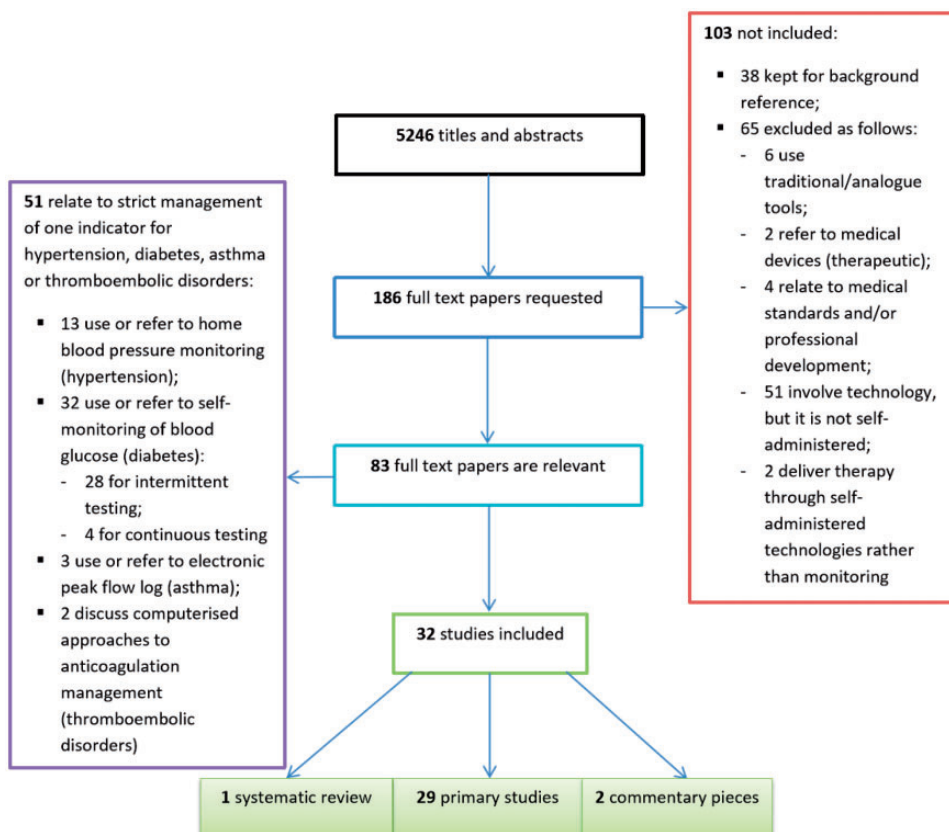 5246 titles and abstracts
103 not included:
▪ 38 kept for background
reference;
▪ 65 excluded as follows:
- 6 use
traditional/analogue
tools;
- 2 refer to medical
devices (therapeutic);
- 4 relate to medical
standards and/or
professional
development;
- 51 involve technology,
but it is not self-
administered;
- 2 deliver therapy
through self-
administered
technologies rather
than monitoring
186 full text papers requested
83 full text papers are relevant
51 relate to strict management
of one indicator for
hypertension, diabetes, asthma
or thromboembolic disorders:
▪ 13 use or refer to home
blood pressure monitoring
(hypertension);
▪ 32 use or refer to self-
monitoring of blood
glucose (diabetes):
- 28 for intermittent
testing;
- 4 for continuous testing
▪ 3 use or refer to electronic
peak flow log (asthma);
▪ 2 discuss computerised
approaches to
anticoagulation
management
(thromboembolic
disorders)
32 studies included
1 systematic review
29 primary studies
2 commentary pieces